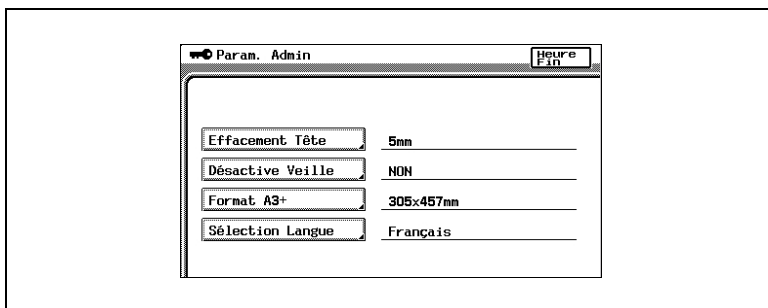 Param. Admin
Heure
Fin
Effacement Tête 5mm
Désactive Veille NON
Format A3+ 305x457mm
Sélection Langue Français